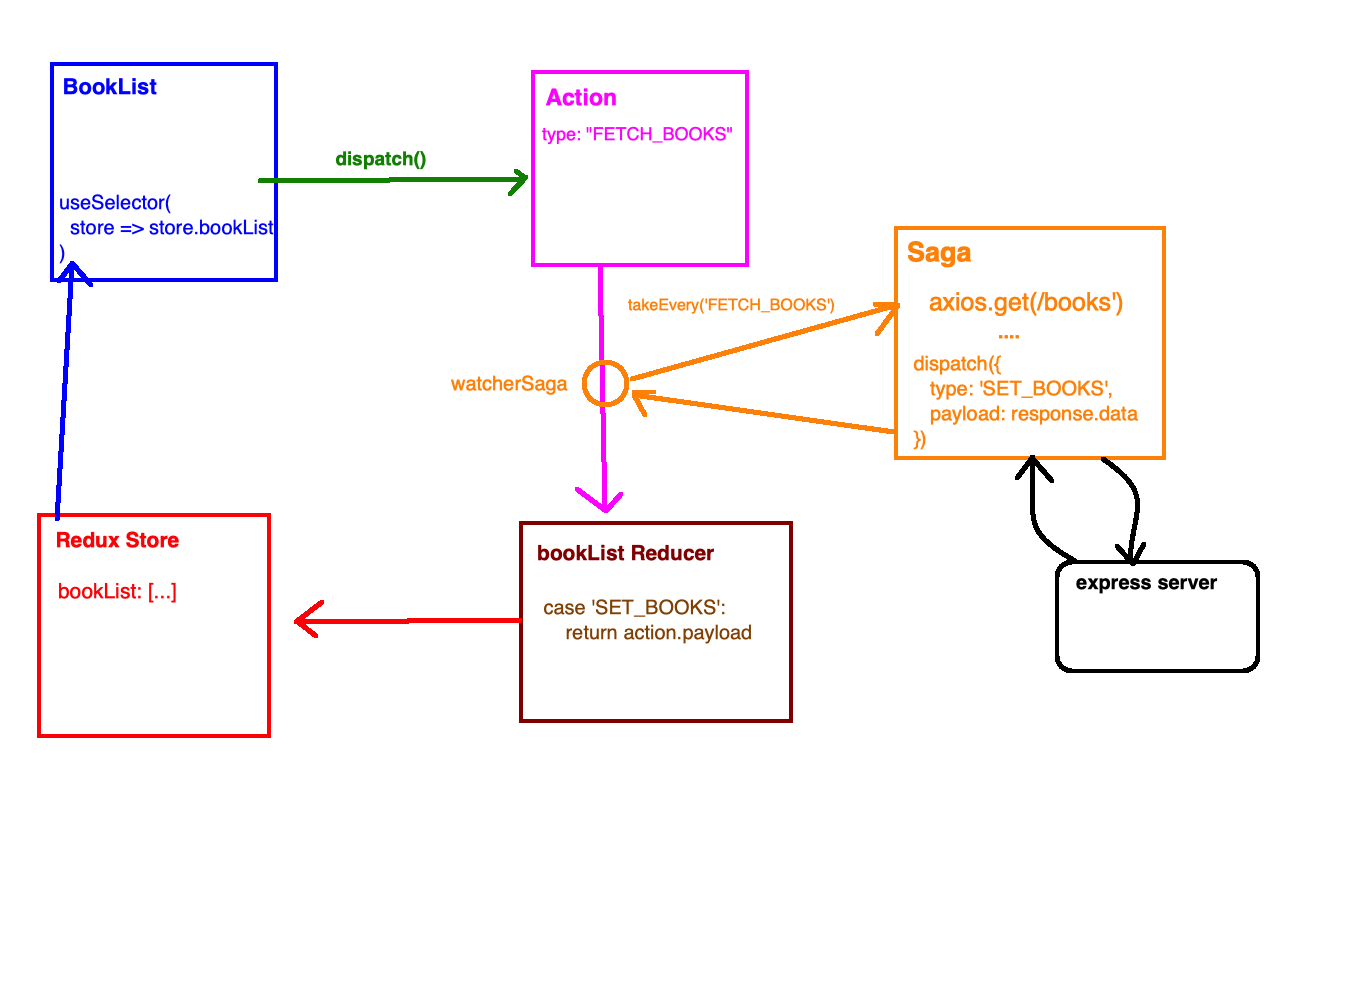 BookList
useSelector(
store => store.bookList
)
dispatch()
Action
type: "FETCH_BOOKS"
takeEvery('FETCH_BOOKS')
watcherSaga
Saga
axios.get(/books')
....
dispatch({
type: 'SET_BOOKS',
payload: response.data
})
Redux Store
bookList: [...]
bookList Reducer
case 'SET_BOOKS':
return action.payload
express server